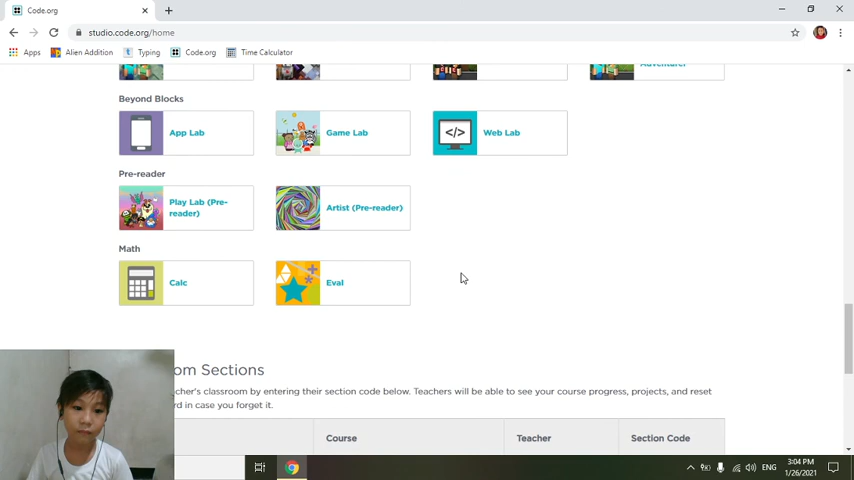 Code.org
studio.code.org/home
Apps
Alien Addition
Typing
Code.org
Time Calculator
Adventurer
Beyond Blocks
App Lab
Game Lab
</>
Web Lab
Pre-reader
Play Lab (Pre-
reader)
Artist (Pre-reader)
Math
Calc
Eval
om Sections
cher's classroom by entering their section code below. Teachers will be able to see your course progress, projects, and reset
rd in case you forget it.
Course
Teacher
Section Code
ENG
3:04 PM
1/26/2021